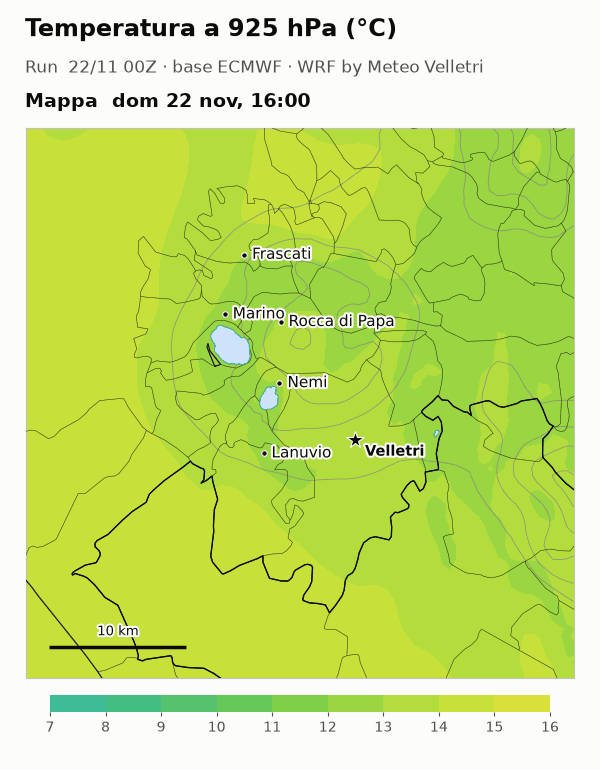 Temperatura a 925 hPa (°C)
Run  22/11 00Z · base ECMWF · WRF by Meteo Velletri
Mappa  dom 22 nov, 16:00
Frascati
Marino
Rocca di Papa
Nemi
Velletri
Lanuvio
10 km
7 8 9 10 11 12 13 14 15 16